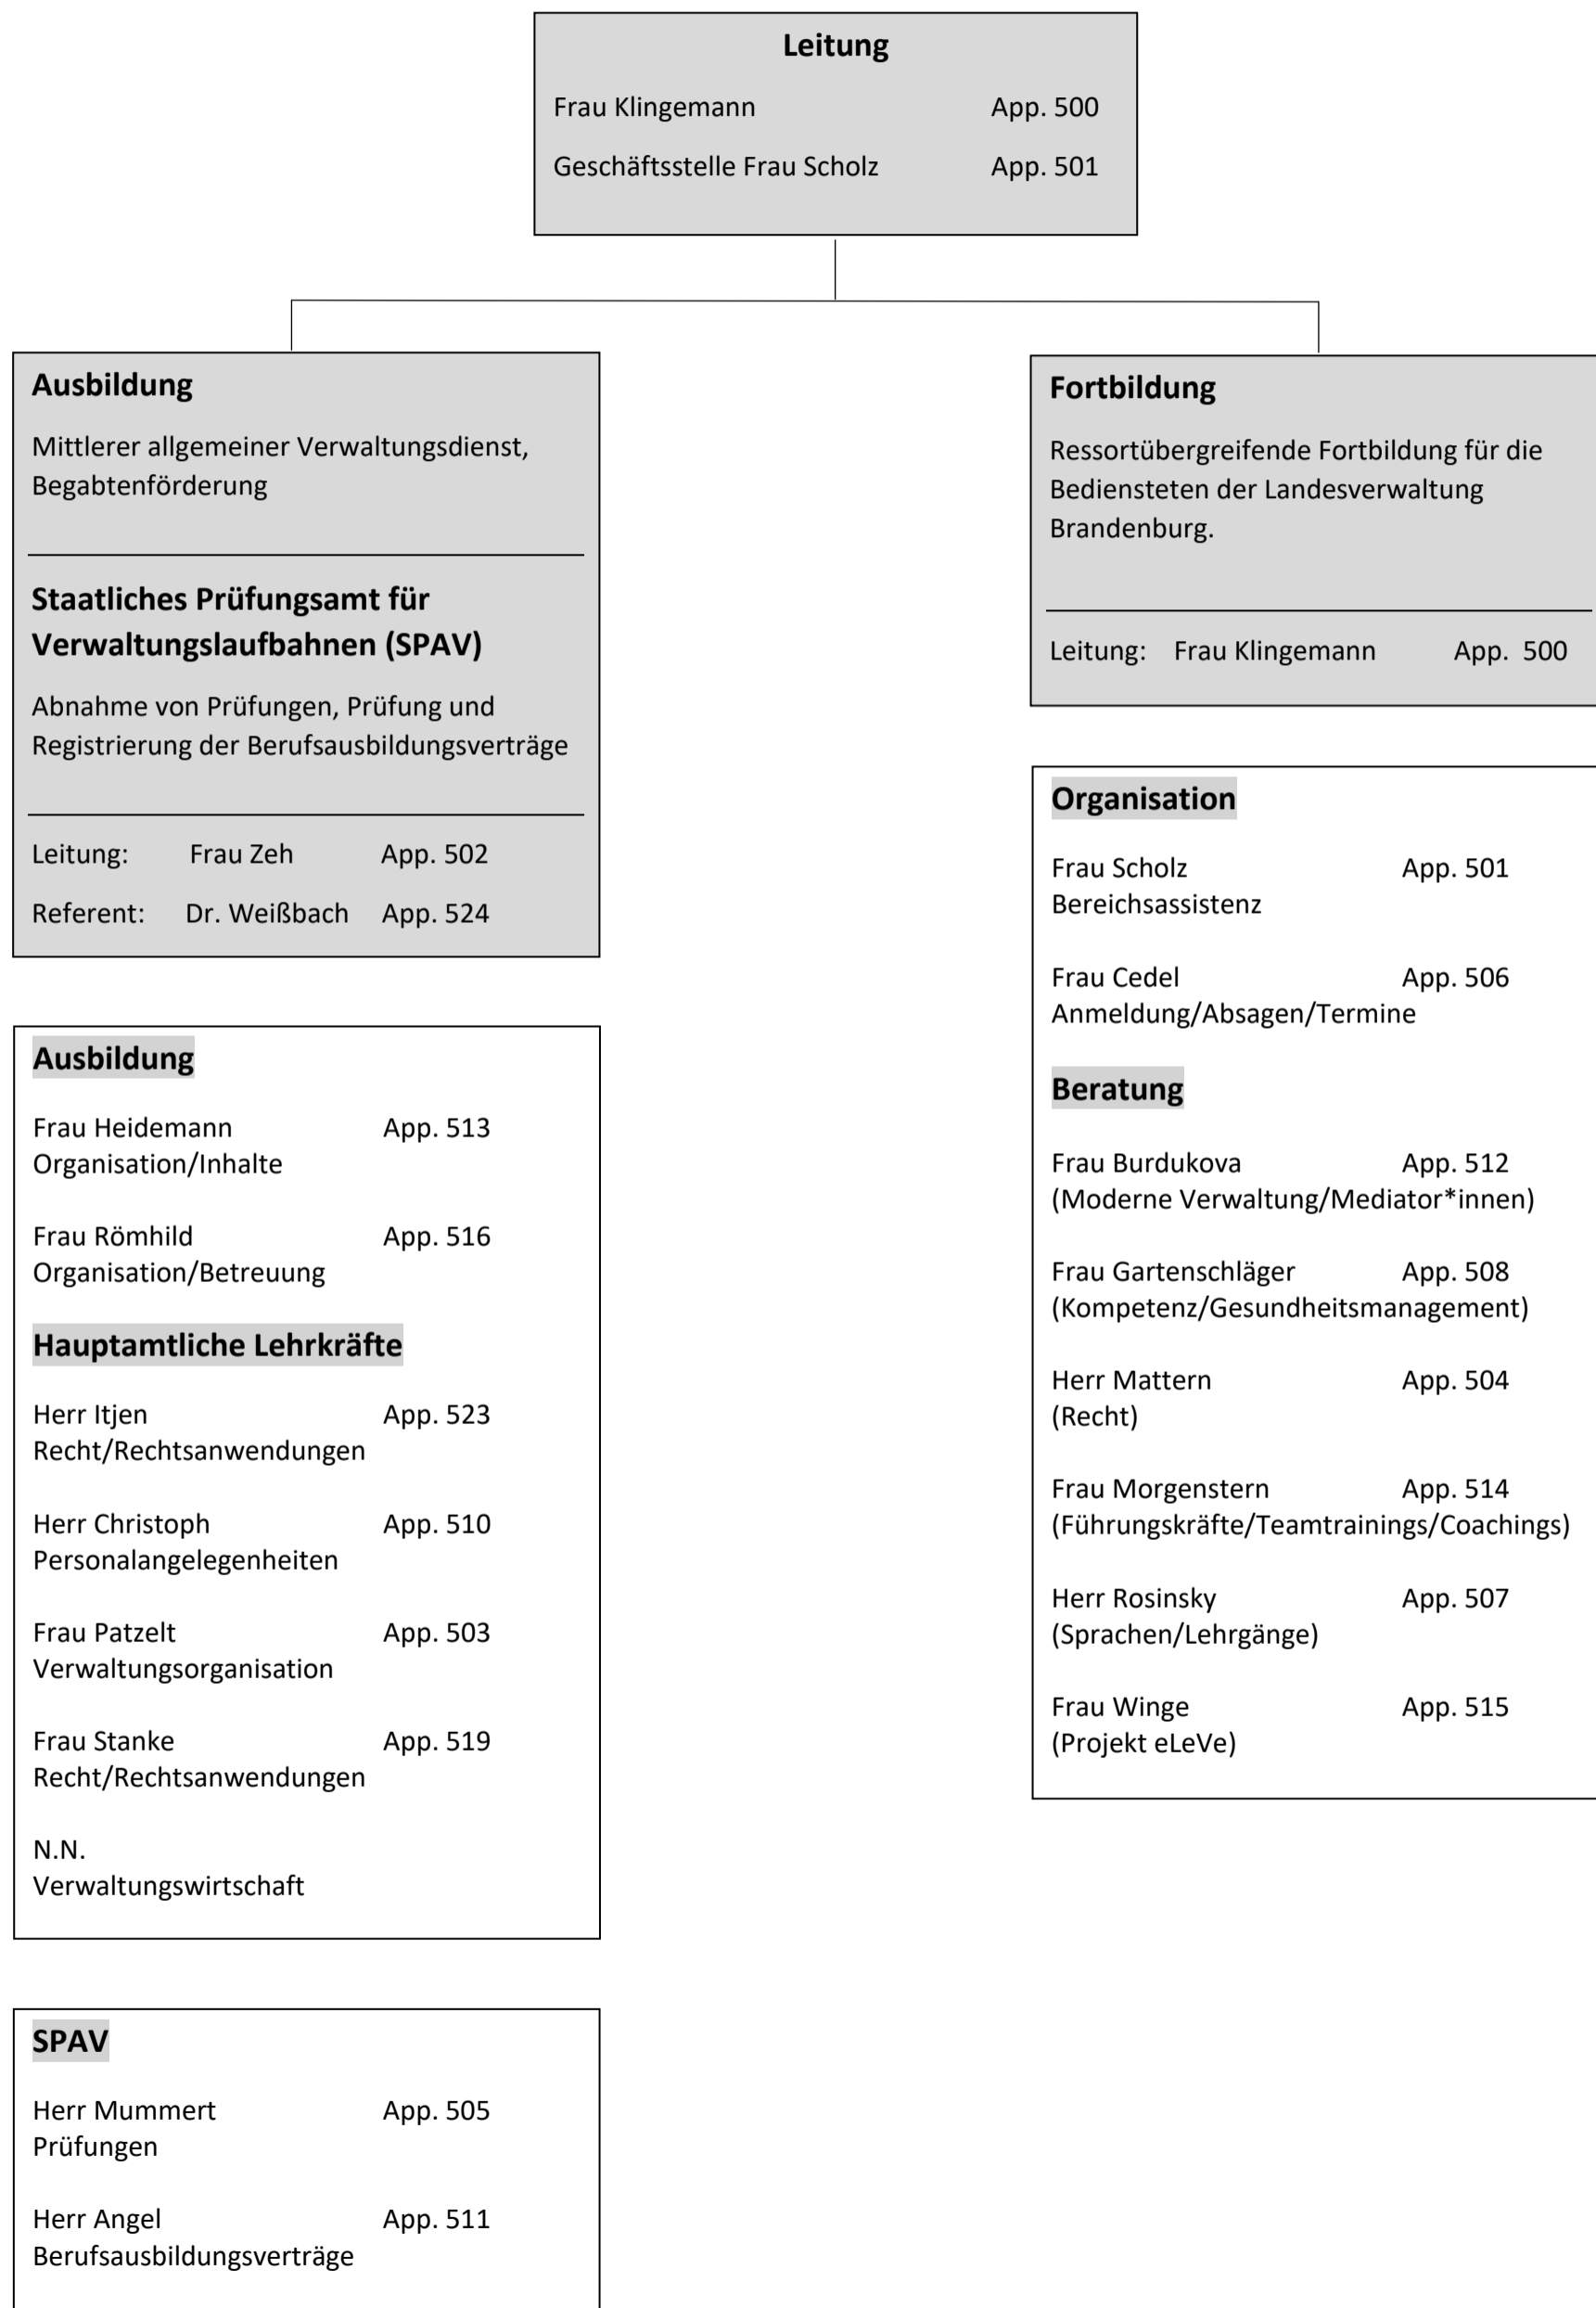 Leitung
Frau Klingemann App. 500
Geschäftsstelle Frau Scholz App. 501
Ausbildung
Mittlerer allgemeiner Verwaltungsdienst,
Begabtenförderung
Staatliches Prüfungsamt für
Verwaltungslaufbahnen (SPAV)
Abnahme von Prüfungen, Prüfung und
Registrierung der Berufsausbildungsverträge
Leitung: Frau Zeh App. 502
Referent: Dr. Weißbach App. 524
Ausbildung
Frau Heidemann App. 513
Organisation/Inhalte
Frau Römhild App. 516
Organisation/Betreuung
Hauptamtliche Lehrkräfte
Herr Itjen App. 523
Recht/Rechtsanwendungen
Herr Christoph App. 510
Personalangelegenheiten
Frau Patzelt App. 503
Verwaltungsorganisation
Frau Stanke App. 519
Recht/Rechtsanwendungen
N.N.
Verwaltungswirtschaft
SPAV
Herr Mummert App. 505
Prüfungen
Herr Angel App. 511
Berufsausbildungsverträge
Fortbildung
Ressortübergreifende Fortbildung für die
Bediensteten der Landesverwaltung
Brandenburg.
Leitung: Frau Klingemann App. 500
Organisation
Frau Scholz App. 501
Bereichsassistenz
Frau Cedel App. 506
Anmeldung/Absagen/Termine
Beratung
Frau Burdukova App. 512
(Moderne Verwaltung/Mediator*innen)
Frau Gartenschläger App. 508
(Kompetenz/Gesundheitsmanagement)
Herr Mattern App. 504
(Recht)
Frau Morgenstern App. 514
(Führungskräfte/Teamtrainings/Coachings)
Herr Rosinsky App. 507
(Sprachen/Lehrgänge)
Frau Winge App. 515
(Projekt eLeVe)